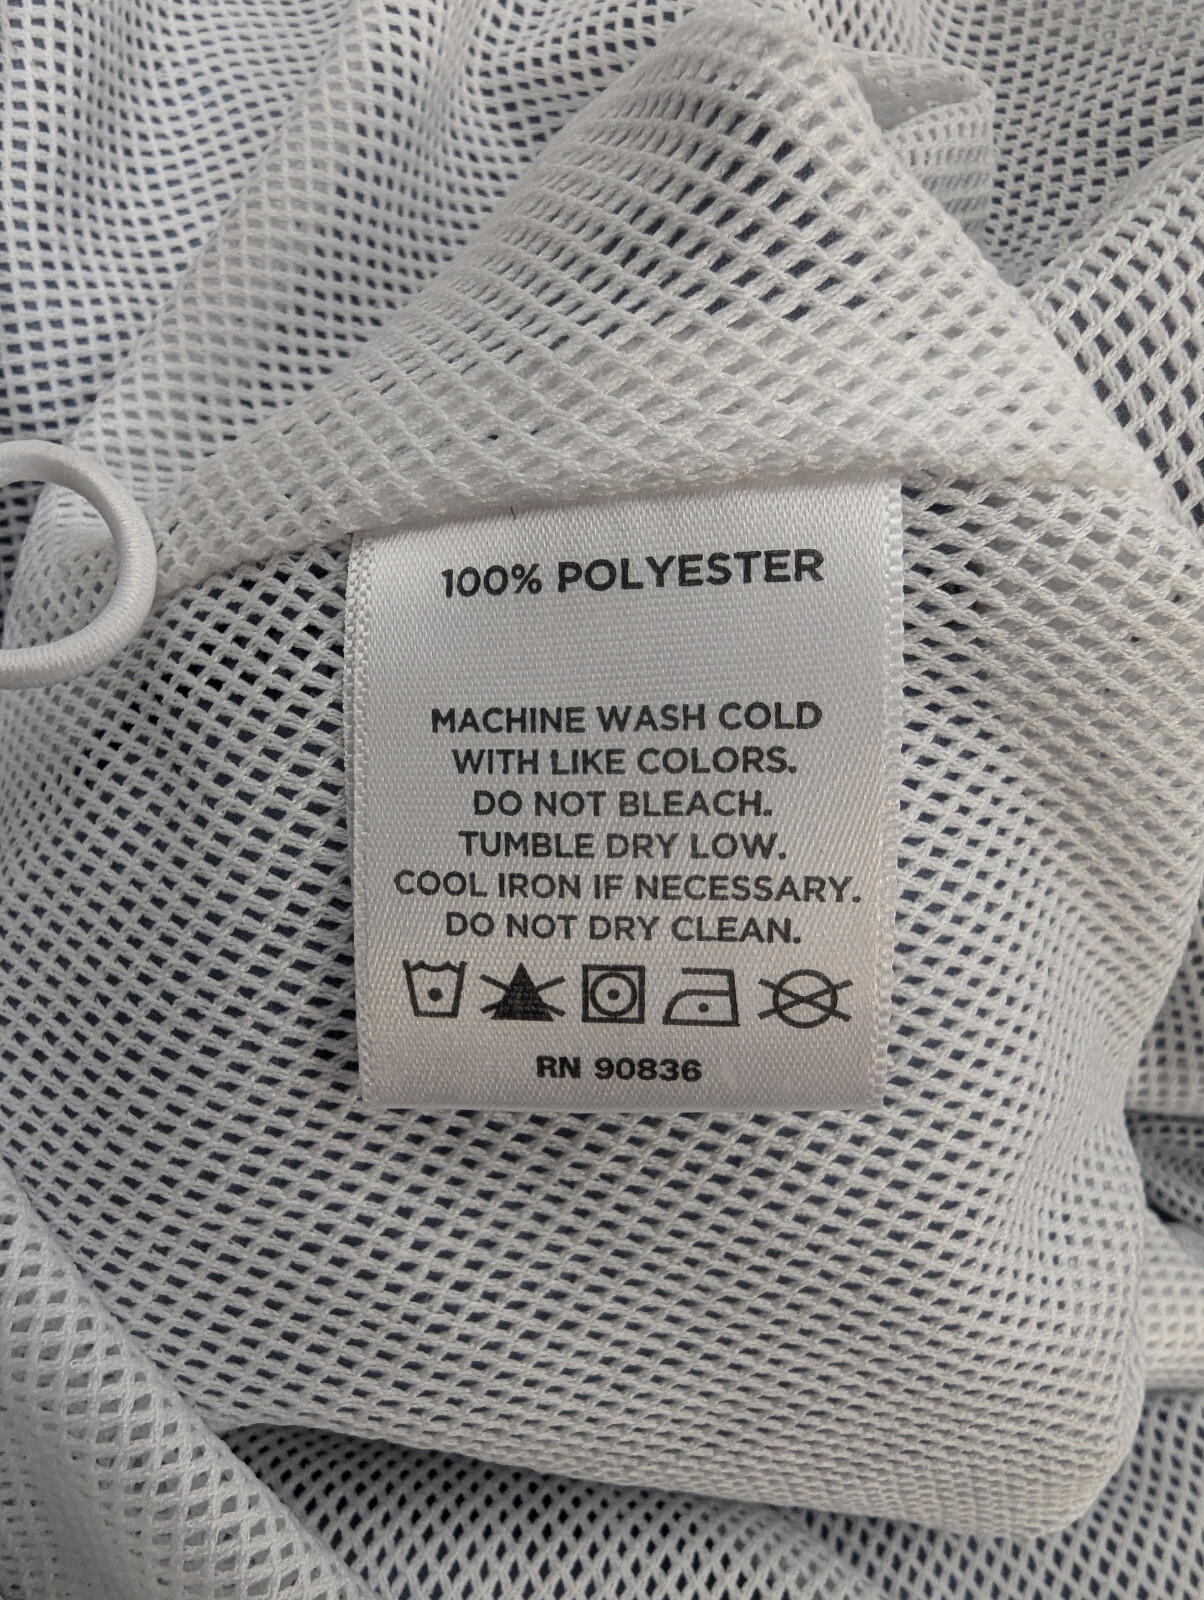 100% POLYESTER
MACHINE WASH COLD
WITH LIKE COLORS.
DO NOT BLEACH.
TUMBLE DRY LOW.
COOL IRON IF NECESSARY.
DO NOT DRY CLEAN.
RN 90836